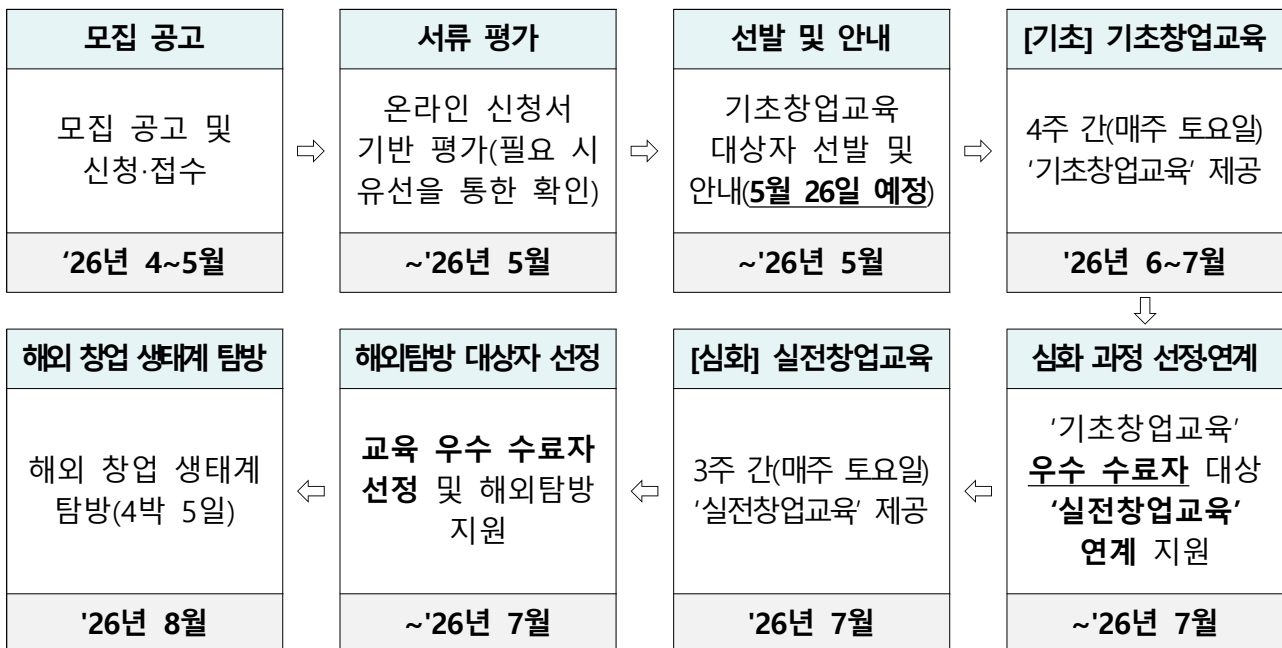 모집 공고
모집 공고 및
신청·접수
‘26년 4~5월
서류 평가
온라인 신청서
기반 평가(필요 시
유선을 통한 확인)
~'26년 5월
선발 및 안내
기초창업교육
대상자 선발 및
안내(5월 26일 예정)
~'26년 5월
[기초] 기초창업교육
4주 간(매주 토요일)
'기초창업교육' 제공
'26년 6~7월
심화 과정 선정·연계
'기초창업교육'
우수 수료자 대상
'실전창업교육'
연계 지원
~'26년 7월
[심화] 실전창업교육
3주 간(매주 토요일)
'실전창업교육' 제공
'26년 7월
해외탐방 대상자 선정
교육 우수 수료자
선정 및 해외탐방
지원
~'26년 7월
해외 창업 생태계 탐방
해외 창업 생태계
탐방(4박 5일)
'26년 8월